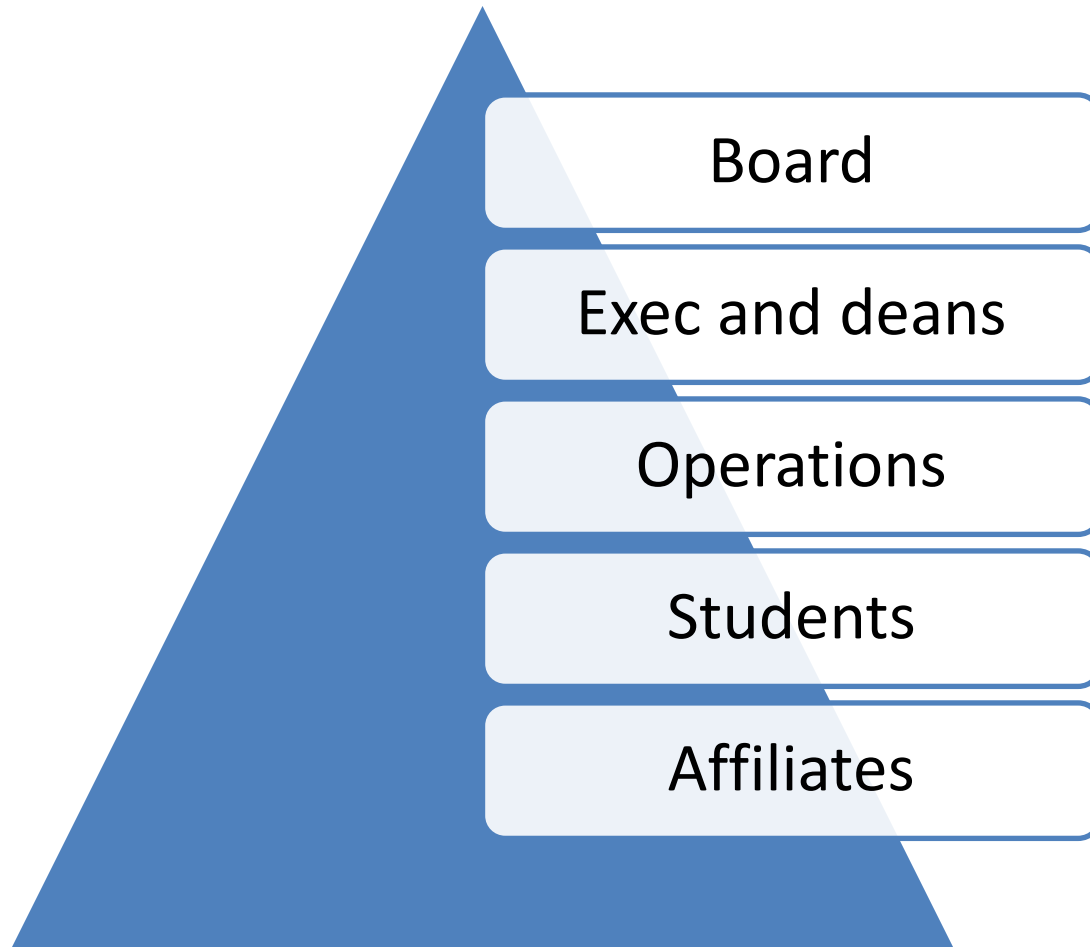 Board
Exec and deans
Operations
Students
Affiliates